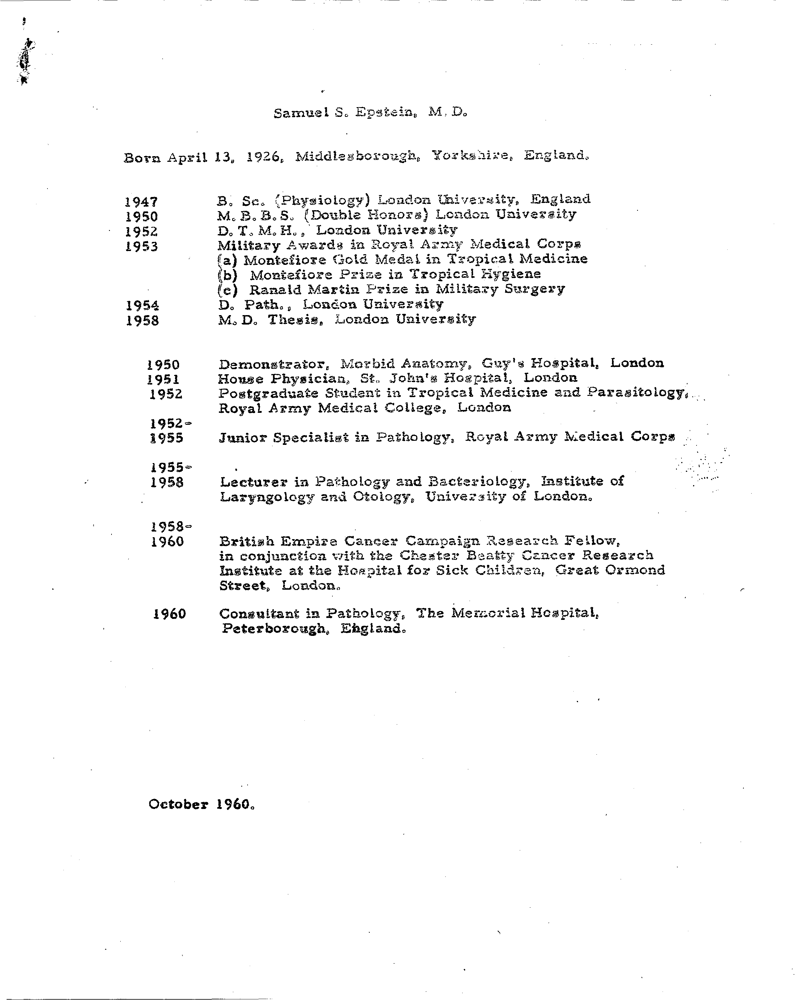 Samuel S. Epstein, M. D.
Born April 13, 1926, Middlesborough, Yorkshire, England.
1947 B. Sc. (Physiology) London University, England
1950 M. B. B. S. (Double Honors) London University
1952 D. T. M. H., London University
1953 Military Awards in Royal Army Medical Corps
(a) Montefiore Gold Medal in Tropical Medicine
(b) Montefiore Prize in Tropical Hygiene
(c) Ranald Martin Prize in Military Surgery
1954 D. Path., London University
1958 M. D. Thesis, London University
1950 Demonstrator, Morbid Anatomy, Guy's Hospital, London
1951 House Physician, St. John's Hospital, London
1952 Postgraduate Student in Tropical Medicine and Parasitology,
Royal Army Medical College, London
1952-
1955 Junior Specialist in Pathology, Royal Army Medical Corps
1955-
1958 Lecturer in Pathology and Bacteriology, Institute of
Laryngology and Otology, University of London.
1958-
1960 British Empire Cancer Campaign Research Fellow,
in conjunction with the Chester Beatty Cancer Research
Institute at the Hospital for Sick Children, Great Ormond
Street, London.
1960 Consultant in Pathology, The Memorial Hospital,
Peterborough, England.
October 1960.